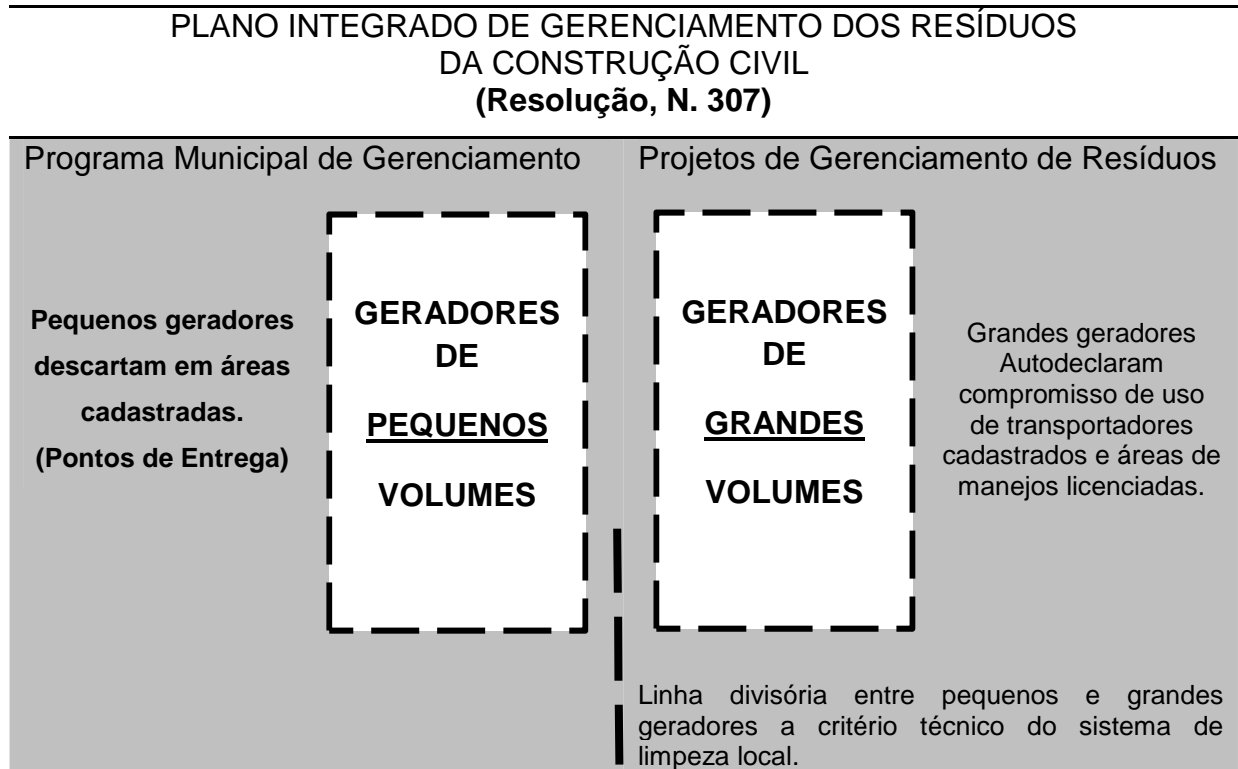 PLANO INTEGRADO DE GERENCIAMENTO DOS RESÍDUOS
DA CONSTRUÇÃO CIVIL
(Resolução, N. 307)
Programa Municipal de Gerenciamento
Pequenos geradores
descartam em áreas
cadastradas.
(Pontos de Entrega)
GERADORES
DE
PEQUENOS
VOLUMES
Projetos de Gerenciamento de Resíduos
GERADORES
DE
GRANDES
VOLUMES
Grandes geradores
Autodeclaram
compromisso de uso
de transportadores
cadastrados e áreas de
manejos licenciadas.
Linha divisória entre pequenos e grandes
geradores a critério técnico do sistema de
limpeza local.